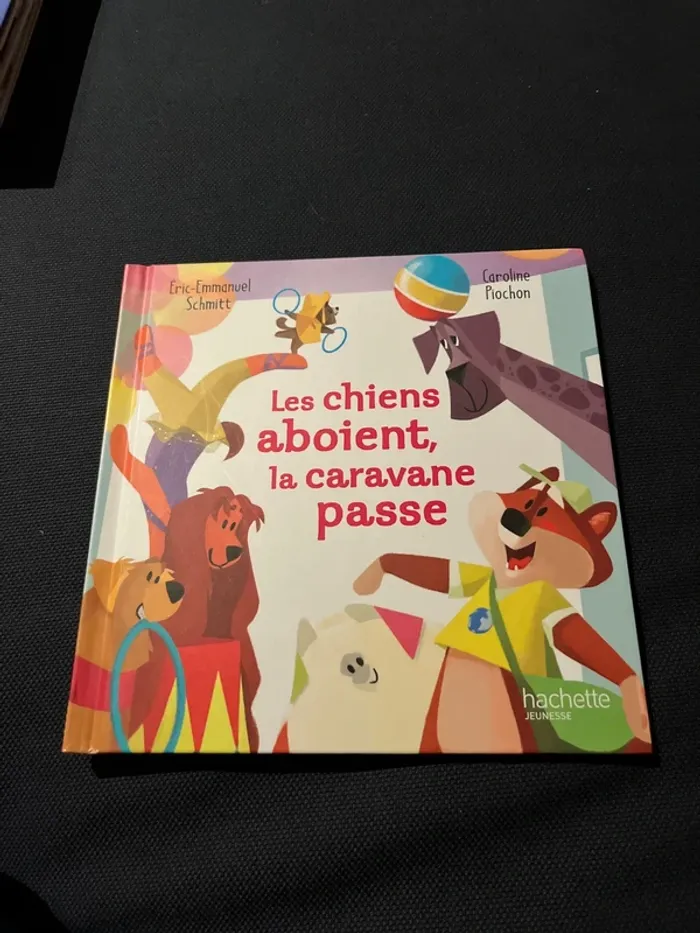 Eric-Emmanuel
Schmitt
Caroline
Piochon
Les chiens
aboient,
la caravane
passe
hachette
JEUNESSE